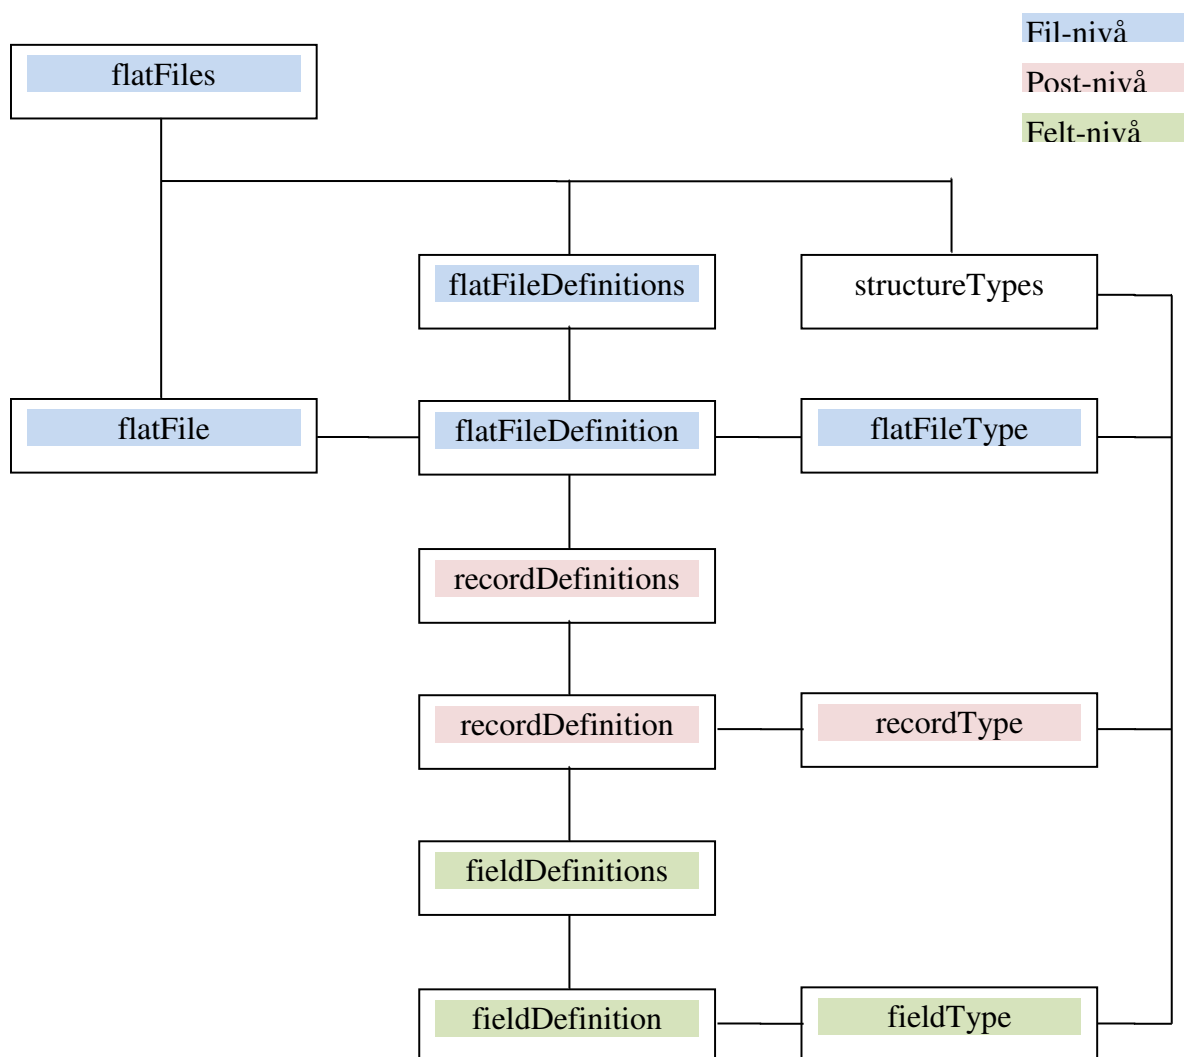 Fil-nivå
flatFiles
Post-nivå
Felt-nivå
flatFileDefinitions
structureTypes
flatFile
flatFileDefinition
flatFileType
recordDefinitions
recordDefinition
recordType
fieldDefinitions
fieldDefinition
fieldType